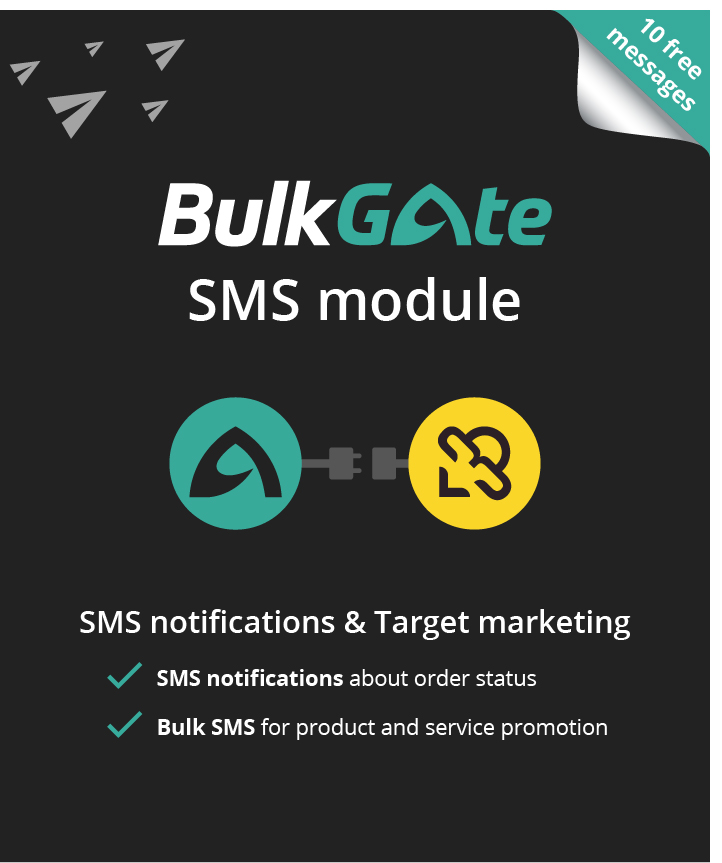 10 free
messages
BulkGate
SMS module
SMS notifications & Target marketing
SMS notifications about order status
Bulk SMS for product and service promotion